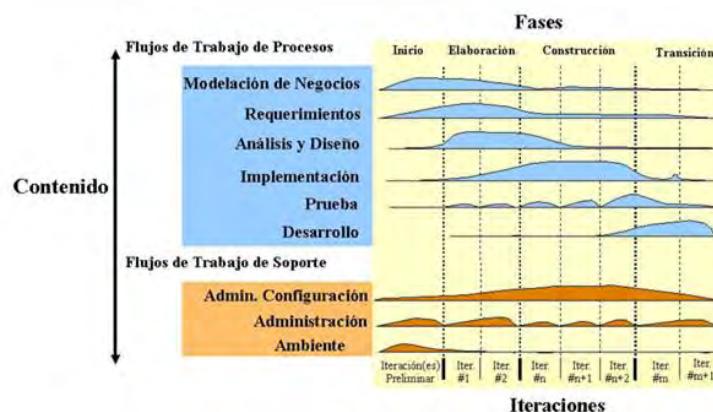 Fases
Flujos de Trabajo de Procesos
Inicio Elaboración Construcción Transición
Modelación de Negocios
Requerimientos
Análisis y Diseño
Implementación
Prueba
Desarrollo
Contenido
Flujos de Trabajo de Soporte
Admin. Configuración
Administración
Ambiente
Iteración(es) Iter. Iter. Iter. Iter. Iter. Iter. Iter.
Preliminar #1 #2 #n #n+1 #n+2 #m #m+1
Iteraciones